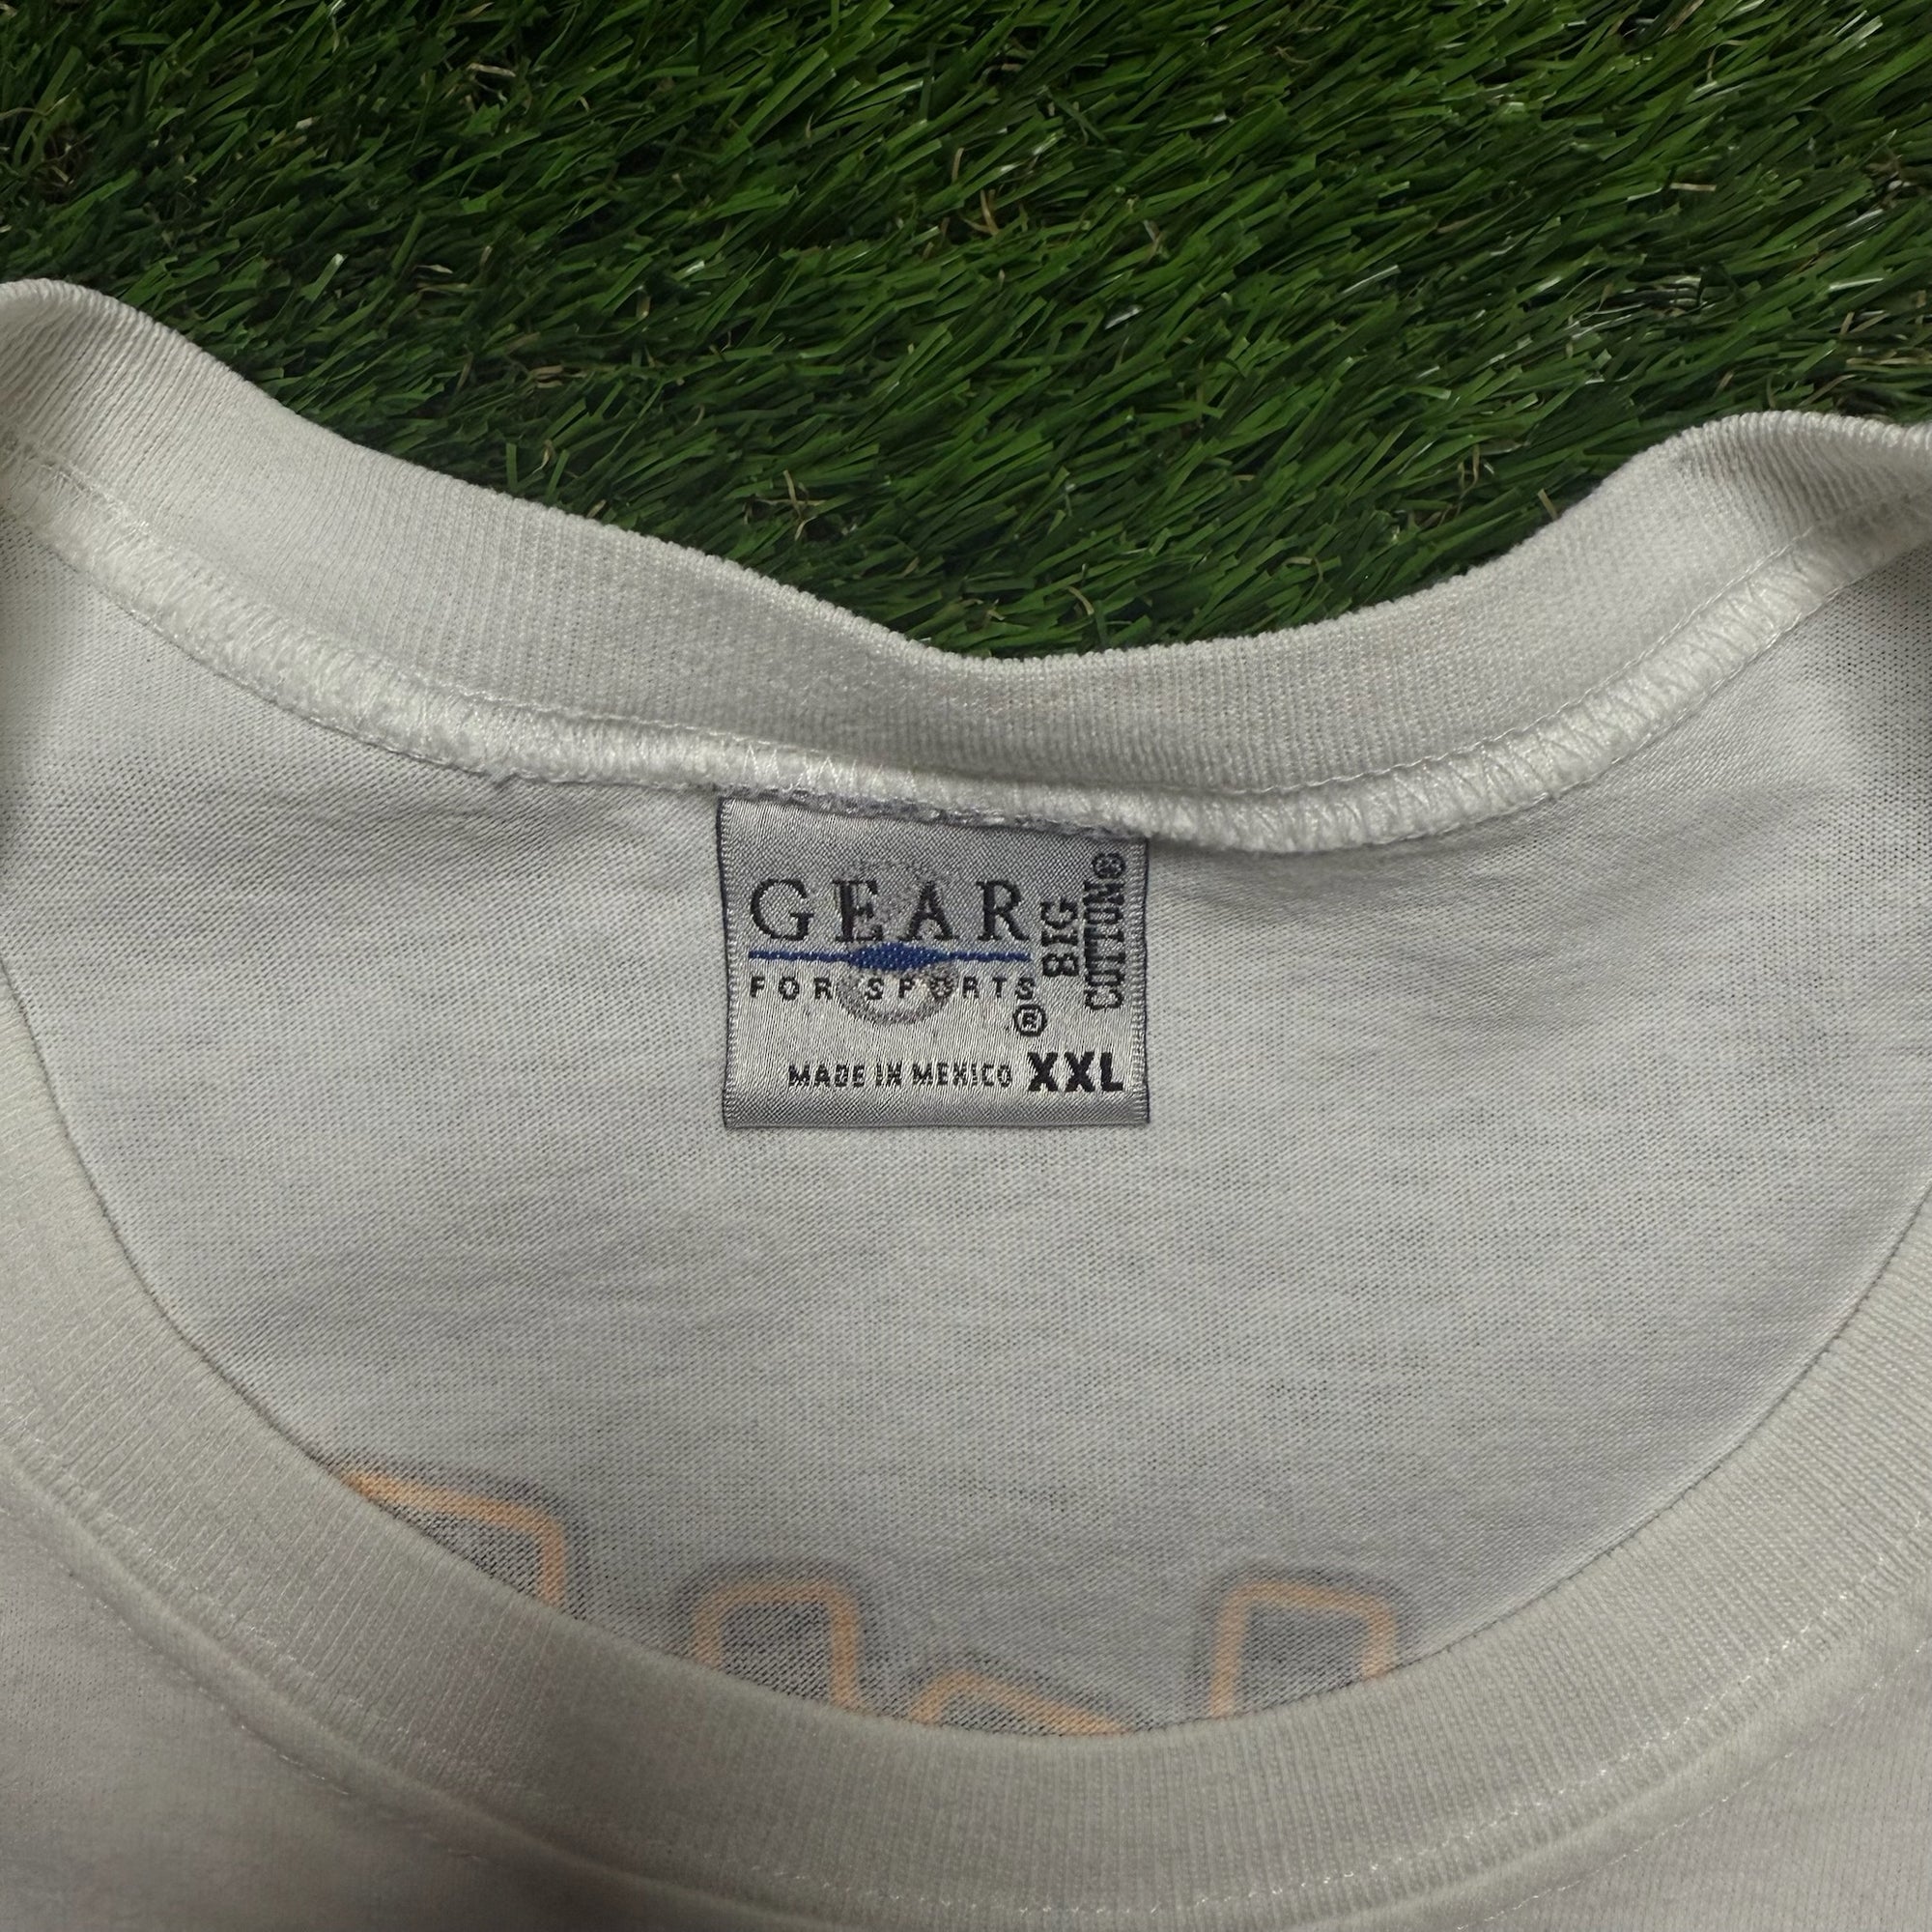 GEAR
FOR SPORTS®
BIG
COTTON®
MADE IN MEXICO XXL